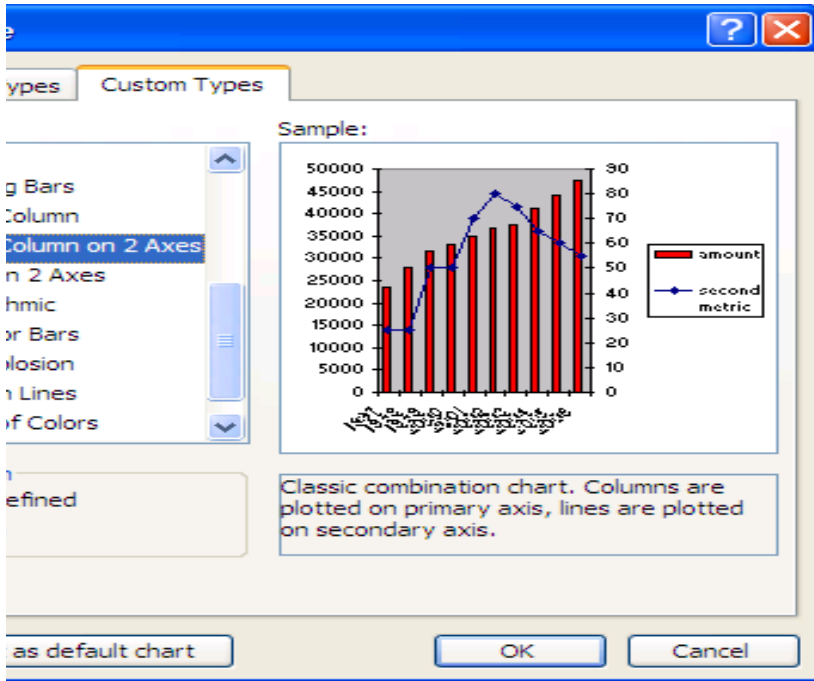 e
ypes Custom Types
Sample:
g Bars
Column
Column on 2 Axes
n 2 Axes
hmic
or Bars
losion
n Lines
of Colors
50000
45000
40000
35000
30000
25000
20000
15000
10000
5000
0
90
80
70
60
50
40
30
20
10
0
amount
second
metric
n
efined
Classic combination chart. Columns are
plotted on primary axis, lines are plotted
on secondary axis.
as default chart
OK
Cancel